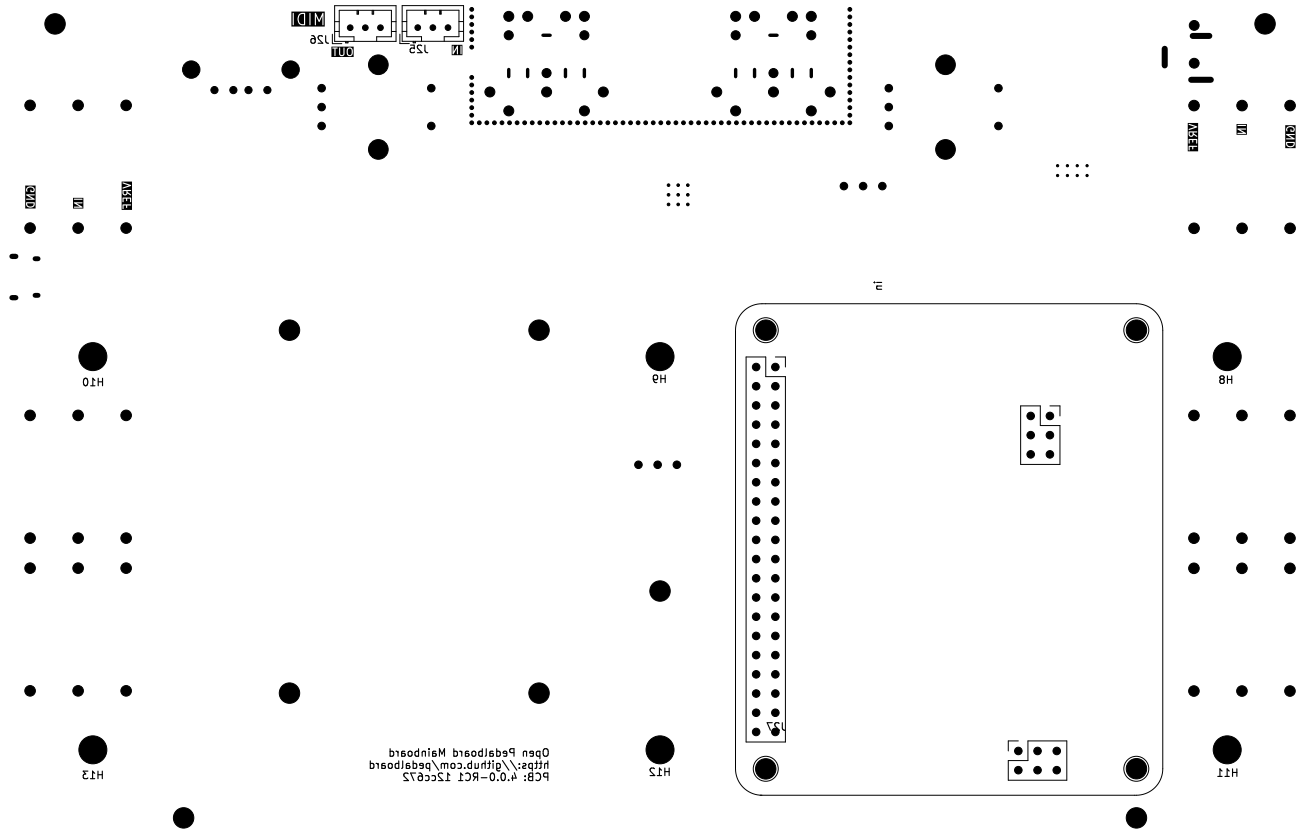 MIDI
J26
OUT
J25
IN
VREF
IN
GND
GND
IN
VREF
in
H10
H9
H8
J27
Open Pedalboard Mainboard
https://github.com/pedalboard
PCB: 4.0.0-RC1 12cc672
H13
H12
H11